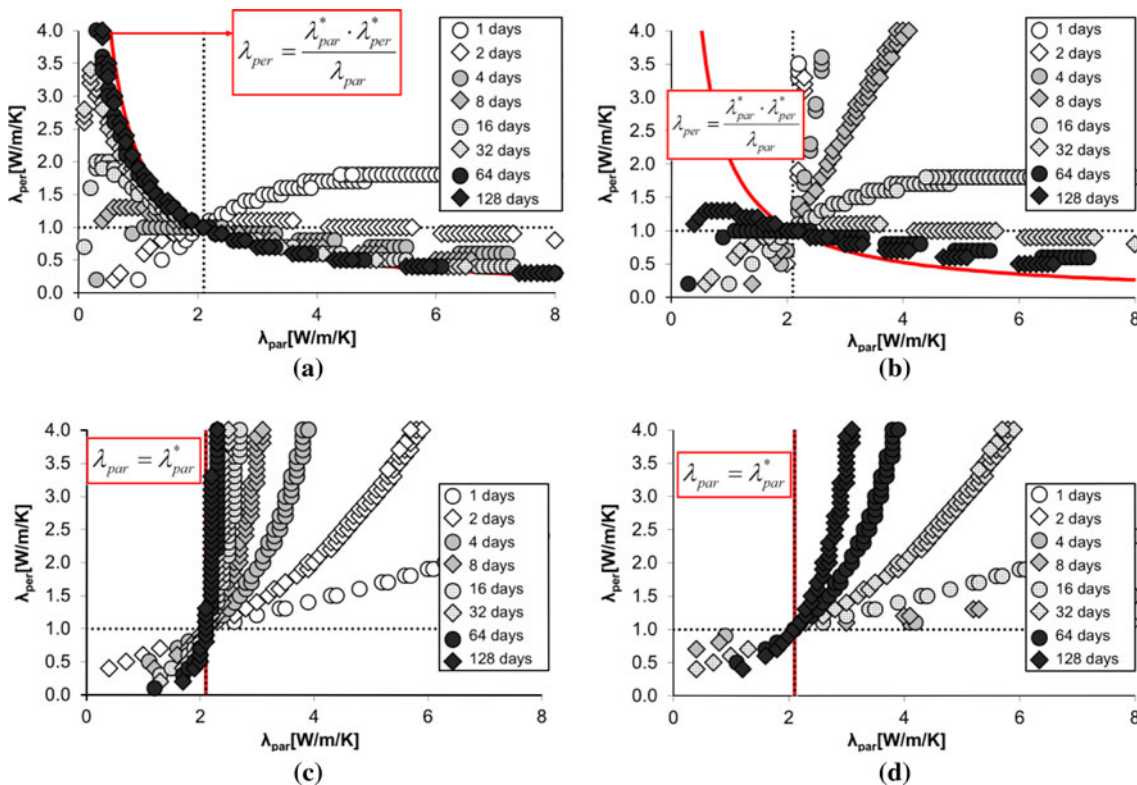 4.0
3.5
3.0
2.5
2.0
1.5
1.0
0.5
0.0
λper[W/m/K]
λper = λ*par · λ*per / λpar
1 days
2 days
4 days
8 days
16 days
32 days
64 days
128 days
0 2 4 6 8
λpar[W/m/K]
(a)
4.0
3.5
3.0
2.5
2.0
1.5
1.0
0.5
0.0
λper[W/m/K]
λper = λ*par · λ*per / λpar
1 days
2 days
4 days
8 days
16 days
32 days
64 days
128 days
0 2 4 6 8
λpar[W/m/K]
(b)
4.0
3.5
3.0
2.5
2.0
1.5
1.0
0.5
0.0
λper[W/m/K]
λpar = λ*par
1 days
2 days
4 days
8 days
16 days
32 days
64 days
128 days
0 2 4 6 8
λpar[W/m/K]
(c)
4.0
3.5
3.0
2.5
2.0
1.5
1.0
0.5
0.0
λper[W/m/K]
λpar = λ*par
1 days
2 days
4 days
8 days
16 days
32 days
64 days
128 days
0 2 4 6 8
λpar[W/m/K]
(d)